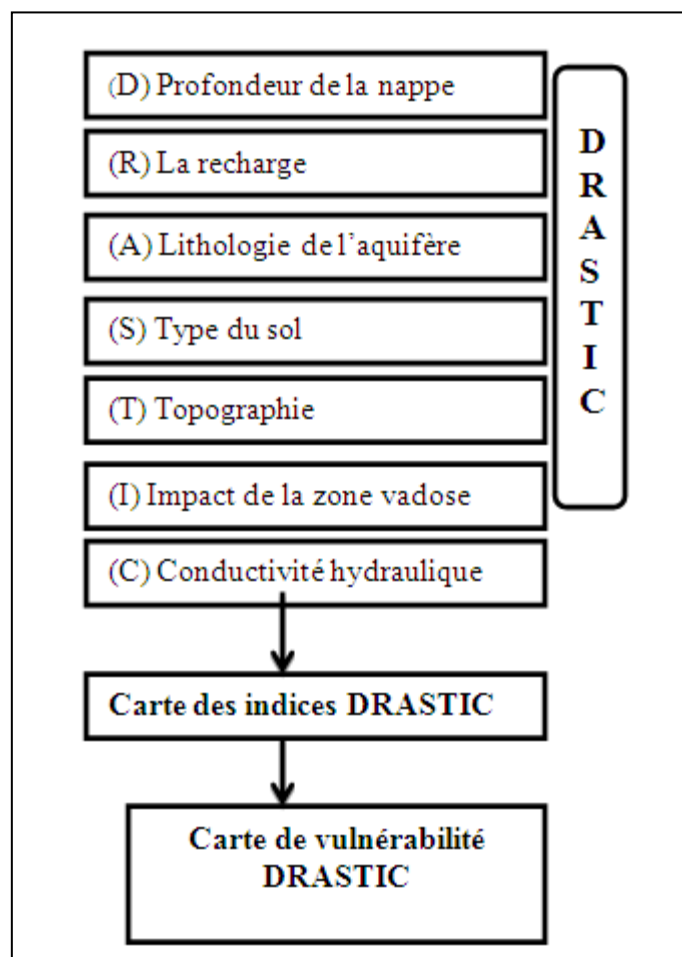 (D) Profondeur de la nappe
(R) La recharge
(A) Lithologie de l’aquifère
(S) Type du sol
(T) Topographie
(I) Impact de la zone vadose
(C) Conductivité hydraulique
D
R
A
S
T
I
C
Carte des indices DRASTIC
Carte de vulnérabilité
DRASTIC